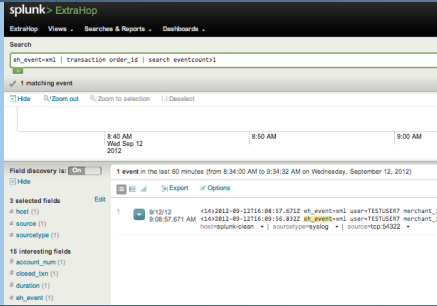 splunk> ExtraHop
ExtraHop Views Searches & Reports Dashboards
Search
eh_event=xml | transaction order_id | search eventcount>1
1 matching event
Hide Zoom out Zoom to selection Deselect
8:40 AM 8:50 AM 9:00 AM
Wed Sep 12
2012
Field discovery is: On
Hide
1 event in the last 60 minutes (from 8:34:00 AM to 9:34:32 AM on Wednesday, September 12, 2012)
Export Options
3 selected fields Edit
# host (1)
# source (1)
# sourcetype (1)
15 interesting fields
# account_num (1)
# closed_txn (1)
# duration (1)
# eh_event (1)
1 9/12/12 <14>2012-09-12T16:08:57.671Z eh_event=xml user=TESTUSER7 merchant_
9:08:57.671 AM <14>2012-09-12T16:09:56.832Z eh_event=xml user=TESTUSER7 merchant_
host=splunk-clean | sourcetype=syslog | source=tcp:54322